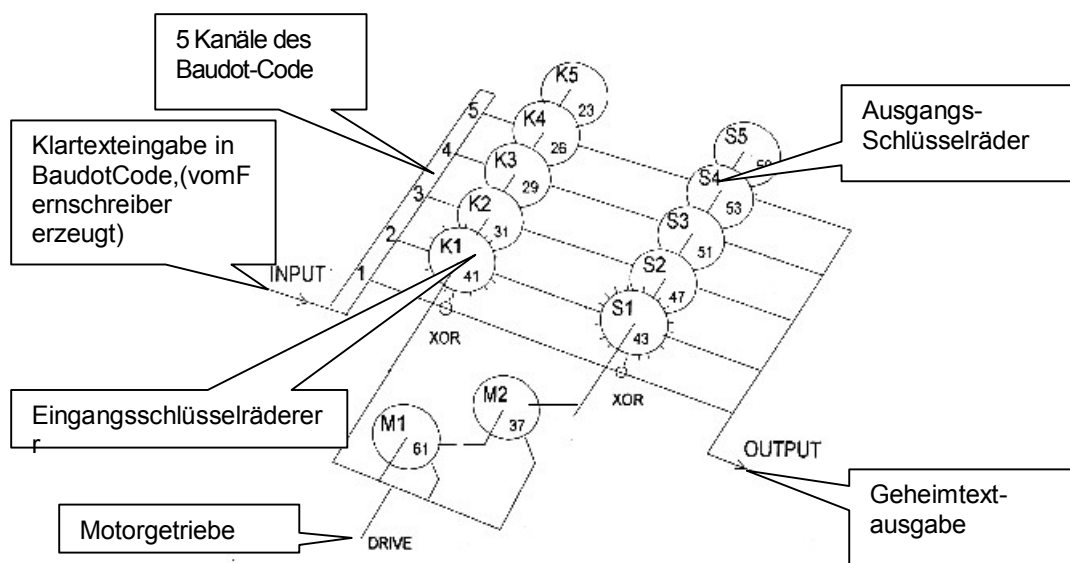 5 Kanäle des
Baudot-Code
Klartexteingabe in
BaudotCode,(vomF
ernschreiber
erzeugt)
INPUT
1
2
3
4
5
K5
23
K4
26
K3
29
K2
31
K1
41
XOR
S5
S4
53
S3
51
S2
47
S1
43
XOR
Ausgangs-
Schlüsselräder
Eingangsschlüsselräderer
r
M1
61
M2
37
OUTPUT
Geheimtext-
ausgabe
Motorgetriebe
DRIVE